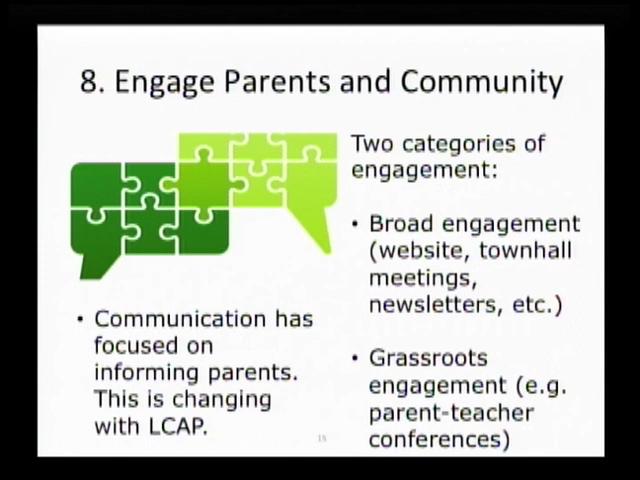 8. Engage Parents and Community
Two categories of
engagement:
• Broad engagement
(website, townhall
meetings,
newsletters, etc.)
• Grassroots
engagement (e.g.
parent-teacher
conferences)
• Communication has
focused on
informing parents.
This is changing
with LCAP.